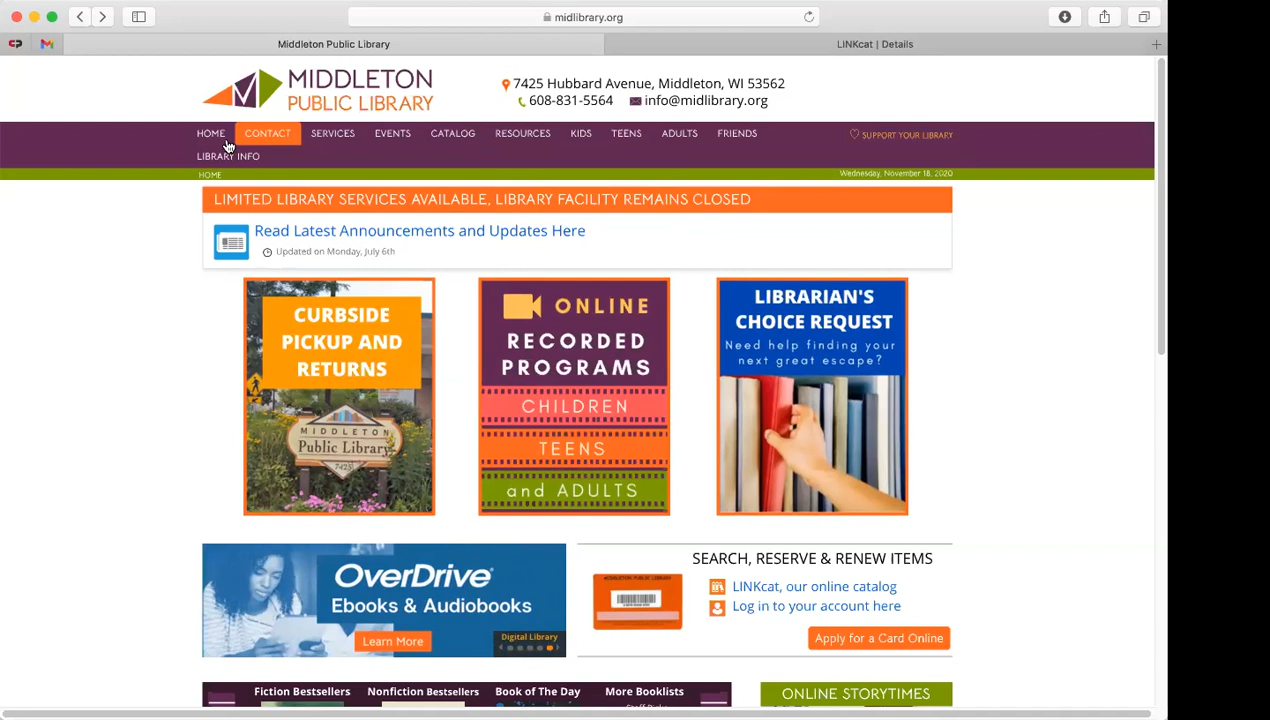 midlibrary.org
Middleton Public Library
LINKcat | Details
MIDDLETON
PUBLIC LIBRARY
7425 Hubbard Avenue, Middleton, WI 53562
608-831-5564 info@midlibrary.org
HOME CONTACT SERVICES EVENTS CATALOG RESOURCES KIDS TEENS ADULTS FRIENDS
SUPPORT YOUR LIBRARY
LIBRARY INFO
HOME
Wednesday, November 18, 2020
LIMITED LIBRARY SERVICES AVAILABLE, LIBRARY FACILITY REMAINS CLOSED
Read Latest Announcements and Updates Here
Updated on Monday, July 6th
CURBSIDE
PICKUP AND
RETURNS
MIDDLETON
Public Library
7425
ONLINE
RECORDED
PROGRAMS
CHILDREN
TEENS
and ADULTS
LIBRARIAN'S
CHOICE REQUEST
Need help finding your
next great escape?
OverDrive
Ebooks & Audiobooks
Learn More
Digital Library
SEARCH, RESERVE & RENEW ITEMS
MIDDLETON PUBLIC LIBRARY
LINKcat, our online catalog
Log in to your account here
Apply for a Card Online
Fiction Bestsellers Nonfiction Bestsellers Book of The Day More Booklists
Staff Picks
ONLINE STORYTIMES